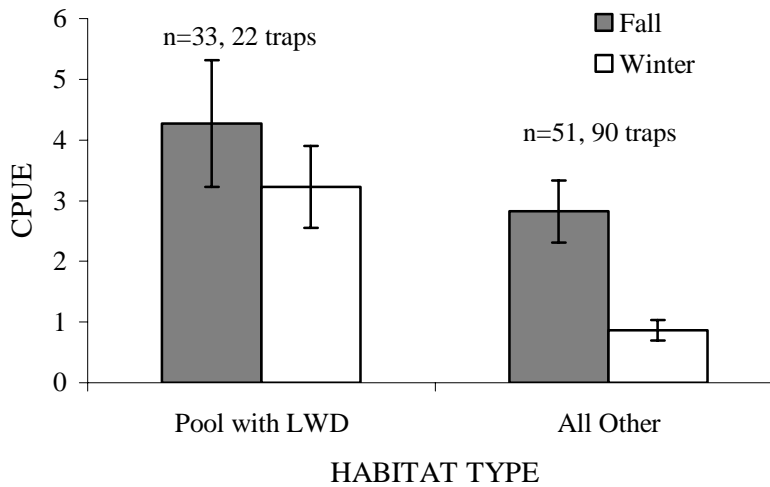 6
n=33, 22 traps
Fall
Winter
5
n=51, 90 traps
4
3
2
1
0
CPUE
Pool with LWD
All Other
HABITAT TYPE